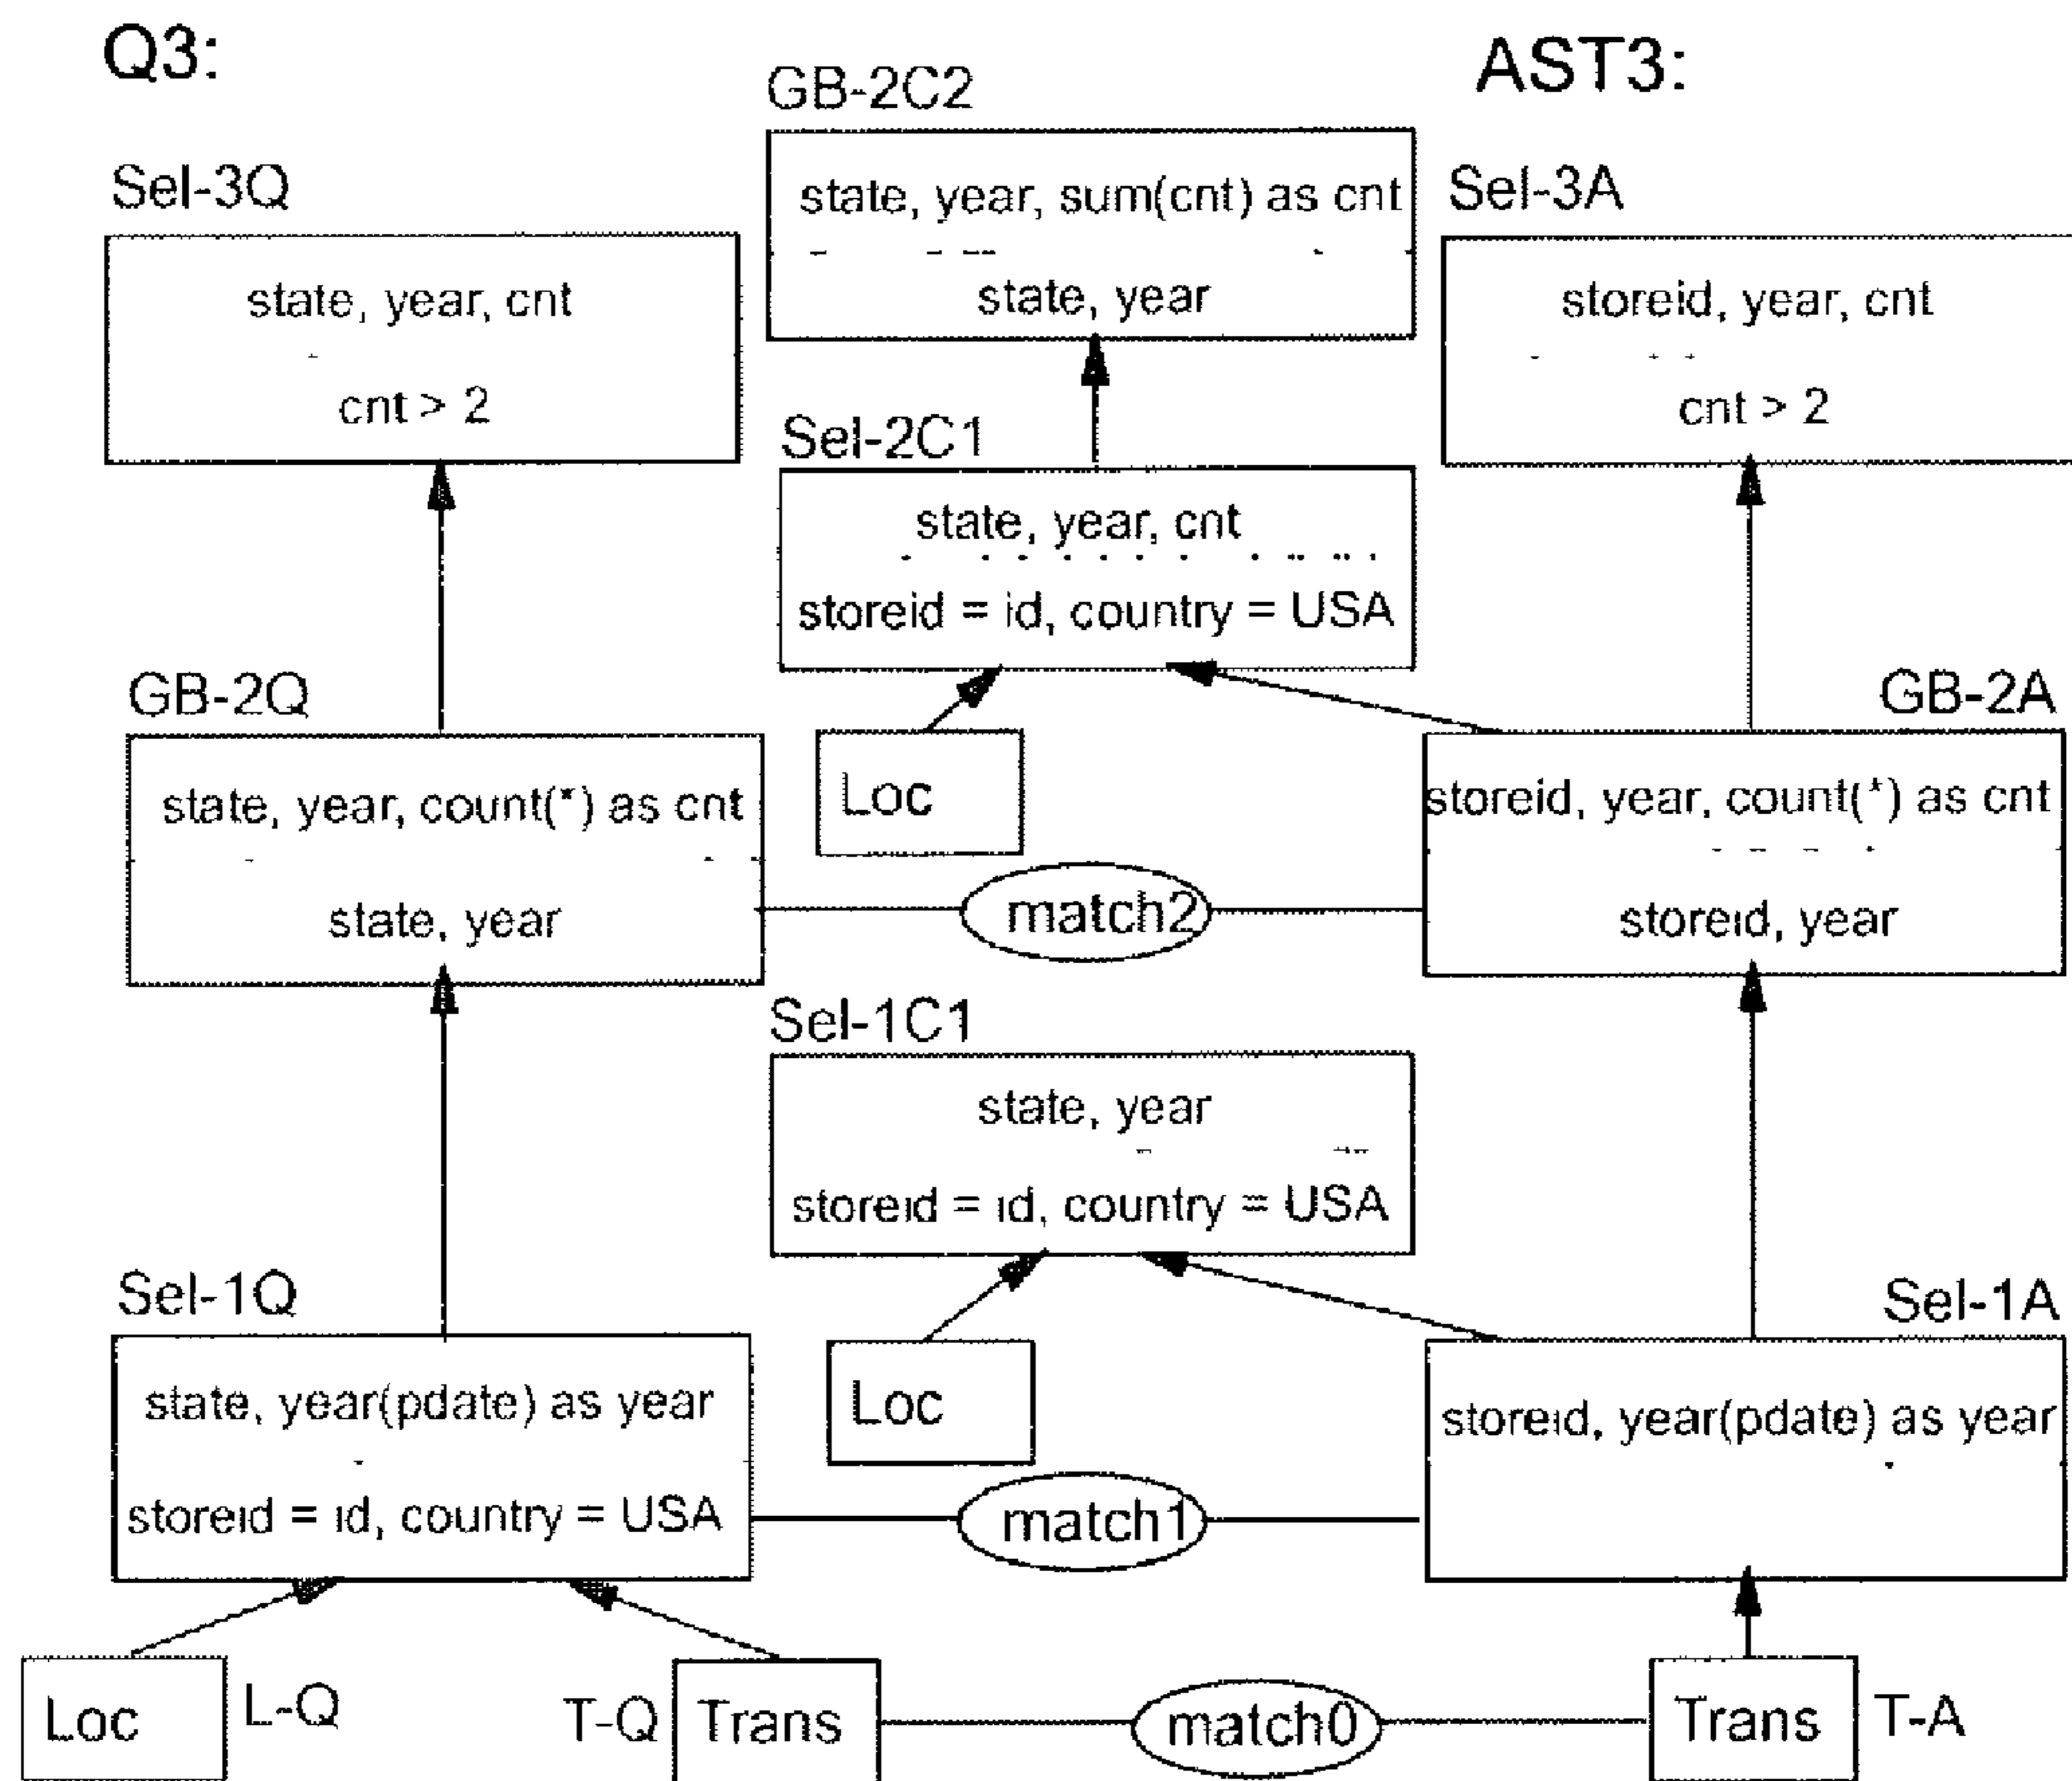 Q3:
AST3:
GB-2C2
state, year, sum(cnt) as cnt
state, year
Sel-3Q
state, year, cnt
cnt > 2
Sel-3A
storeid, year, cnt
cnt > 2
Sel-2C1
state, year, cnt
storeid = id, country = USA
Loc
GB-2Q
state, year, count(*) as cnt
state, year
match2
GB-2A
storeid, year, count(*) as cnt
storeid, year
Sel-1C1
state, year
storeid = id, country = USA
Loc
Sel-1Q
state, year(pdate) as year
storeid = id, country = USA
match1
Sel-1A
storeid, year(pdate) as year
Loc
L-Q
T-Q
Trans
match0
Trans
T-A